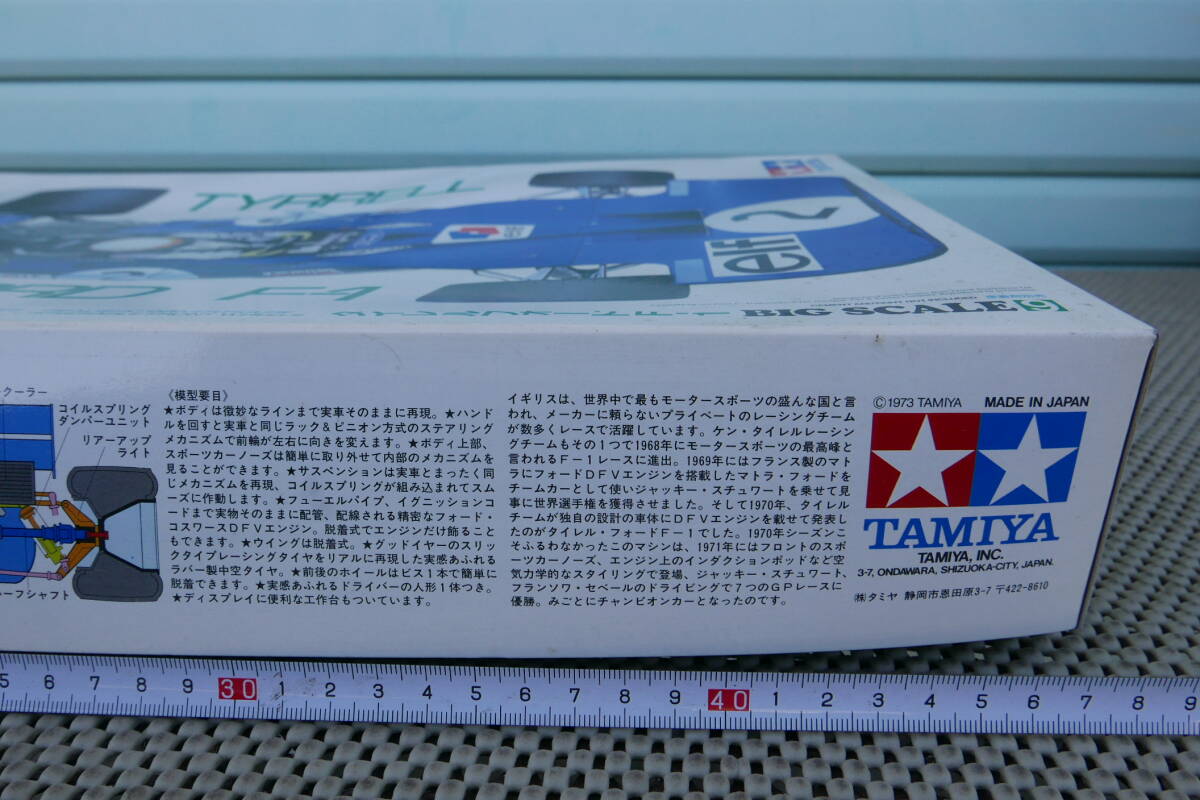 TYRRELL
F-1
2
elf
BIG SCALE [9]
クーラー
コイルスプリング
ダンパーユニット
リアーアップ
ライト
ーフシャフト
《模型要目》
★ボディは微妙なラインまで実車そのままに再現。★ハンド
ルを回すと実車と同じラック＆ピニオン方式のステアリング
メカニズムで前輪が左右に向きを変えます。★ボディ上部、
スポーツカーノーズは簡単に取り外せて内部のメカニズムを
見ることができます。★サスペンションは実車とまったく同
じメカニズムを再現、コイルスプリングが組み込まれてスム
ーズに作動します。★フューエルパイプ、イグニッションコ
ードまで実物そのままに配管、配線される精密なフォード・
コスワースDFVエンジン。脱着式でエンジンだけ飾ること
もできます。★ウイングは脱着式。★グッドイヤーのスリッ
クタイプレーシングタイヤをリアルに再現した実感あふれる
ラバー製中空タイヤ。★前後のホイールはビス1本で簡単に
脱着できます。★実感あふれるドライバーの人形1体つき。
★ディスプレイに便利な工作台もついています。
イギリスは、世界中で最もモータースポーツの盛んな国と言
われ、メーカーに頼らないプライベートのレーシングチーム
が数多くレースで活躍しています。ケン・タイレルレーシン
グチームもその1つで1968年にモータースポーツの最高峰と
言われるF-1レースに進出。1969年にはフランス製のマト
ラにフォードDFVエンジンを搭載したマトラ・フォードを
チームカーとして使いジャッキー・スチュワートを乗せて見
事に世界選手権を獲得させました。そして1970年、タイレル
チームが独自の設計の車体にDFVエンジンを載せて発表し
たのがタイレル・フォードF-1でした。1970年シーズンこ
そふるわなかったこのマシンは、1971年にはフロントのスポ
ーツカーノーズ、エンジン上のインダクションポッドなど空
気力学的なスタイリングで登場、ジャッキー・スチュワート、
フランソワ・セベールのドライビングで7つのGPレースに
優勝。みごとにチャンピオンカーとなったのです。
©1973 TAMIYA MADE IN JAPAN
TAMIYA
TAMIYA, INC.
3-7, ONDAWARA, SHIZUOKA-CITY, JAPAN.
㈱タミヤ 静岡市恩田原3-7 〒422-8610
5 6 7 8 9 30 1 2 3 4 5 6 7 8 9 40 1 2 3 4 5 6 7 8 9